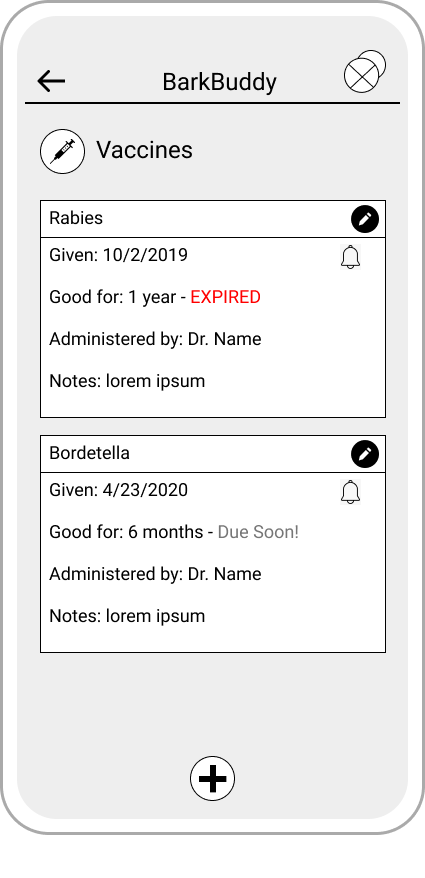 BarkBuddy
Vaccines
Rabies
Given: 10/2/2019
Good for: 1 year - EXPIRED
Administered by: Dr. Name
Notes: lorem ipsum
Bordetella
Given: 4/23/2020
Good for: 6 months - Due Soon!
Administered by: Dr. Name
Notes: lorem ipsum